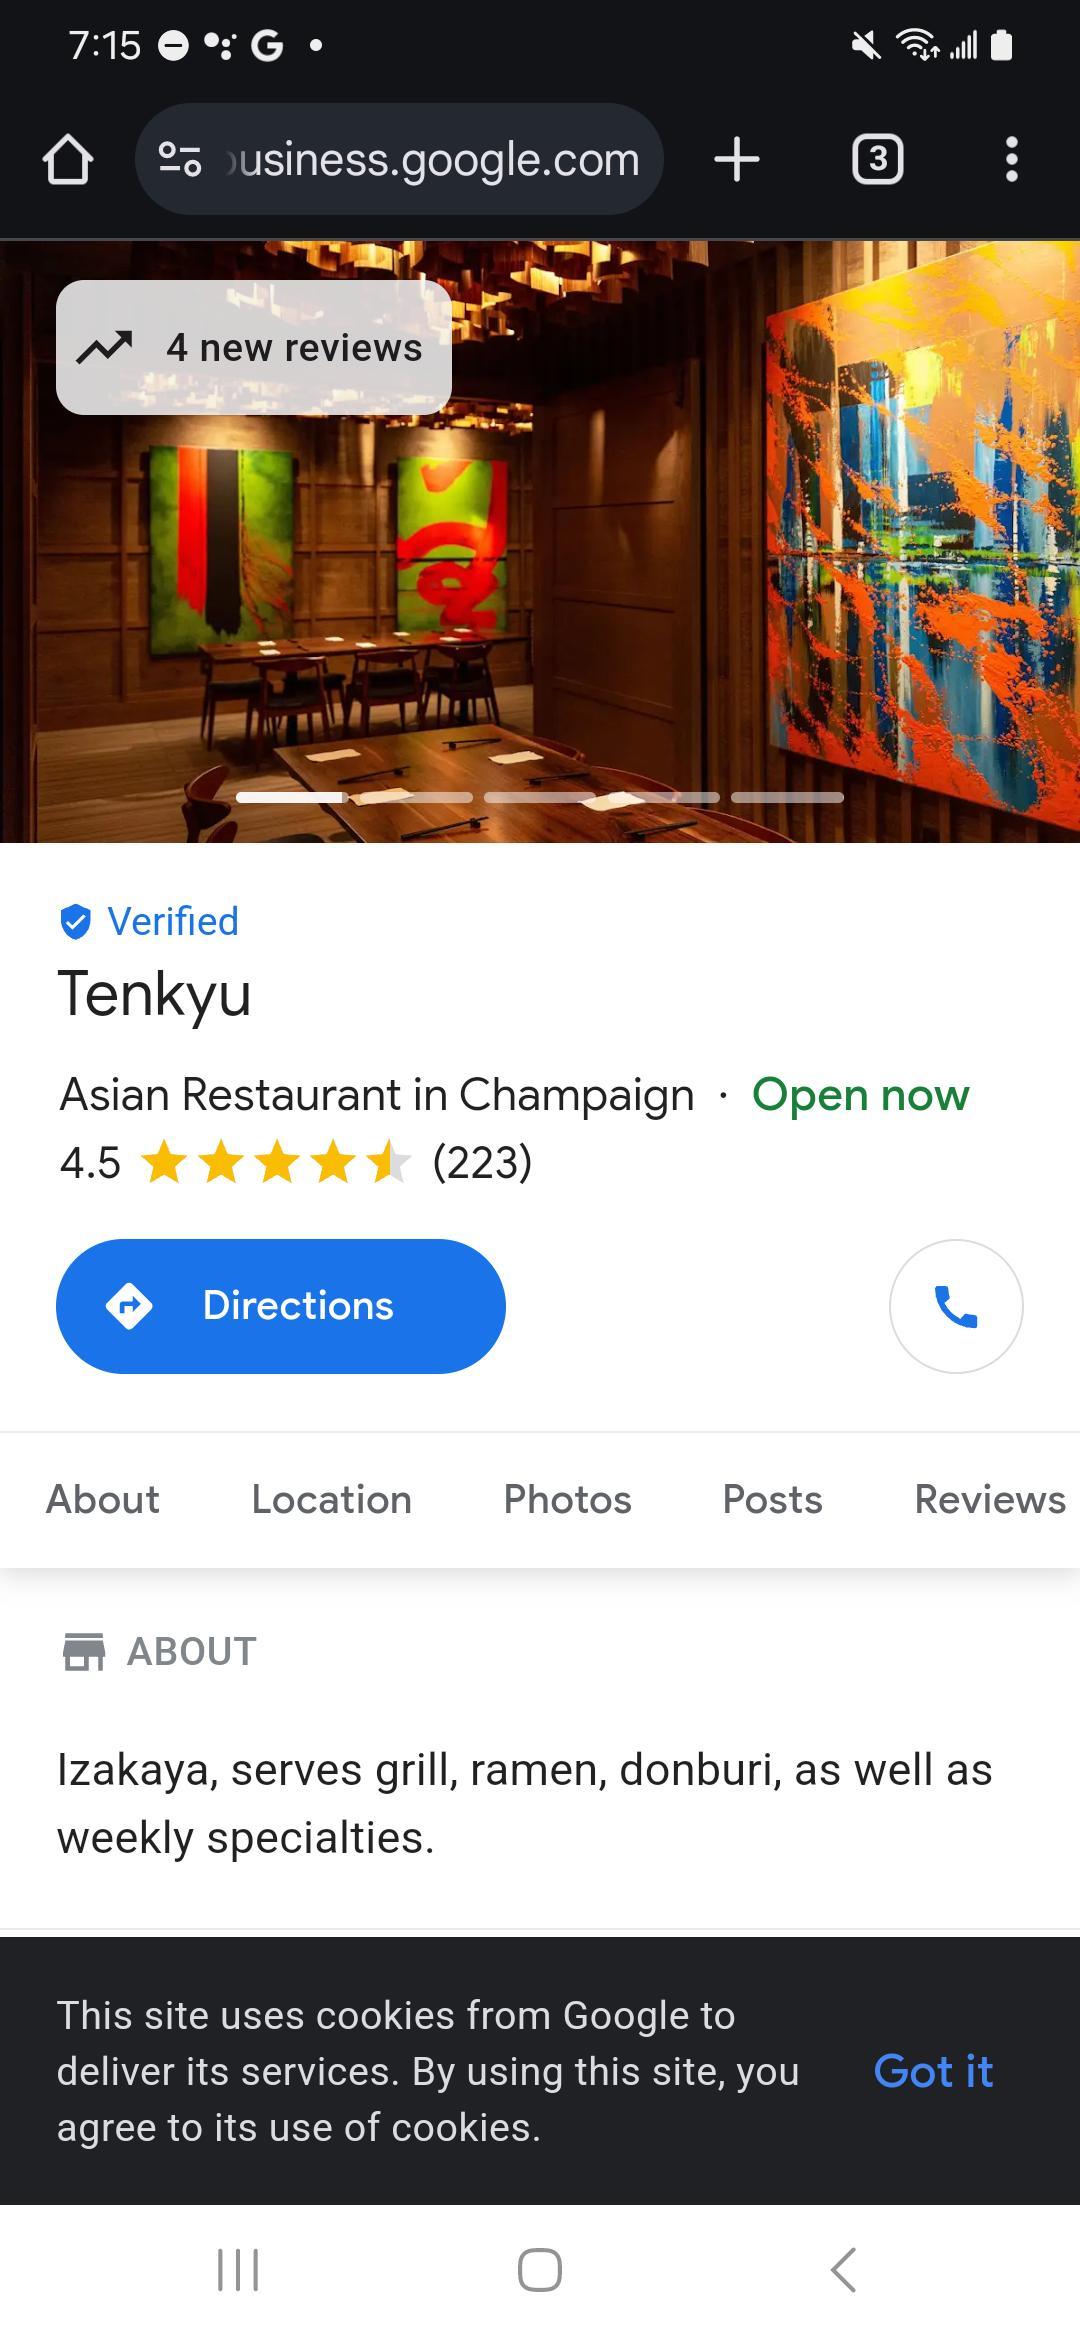 7:15
business.google.com
3
4 new reviews
Verified
Tenkyu
Asian Restaurant in Champaign · Open now
4.5 (223)
Directions
About Location Photos Posts Reviews
ABOUT
Izakaya, serves grill, ramen, donburi, as well as
weekly specialties.
This site uses cookies from Google to
deliver its services. By using this site, you
agree to its use of cookies.
Got it